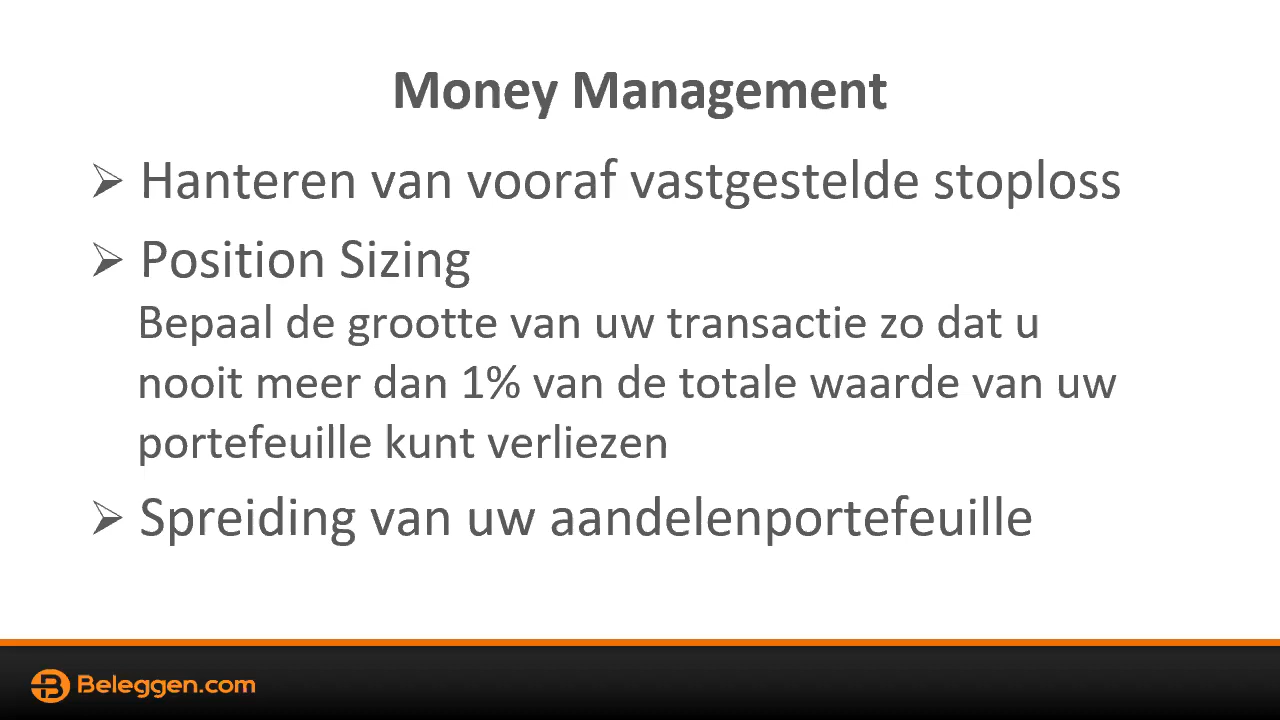 Money Management
Hanteren van vooraf vastgestelde stoploss
Position Sizing
Bepaal de grootte van uw transactie zo dat u
nooit meer dan 1% van de totale waarde van uw
portefeuille kunt verliezen
Spreiding van uw aandelenportefeuille
Beleggen.com